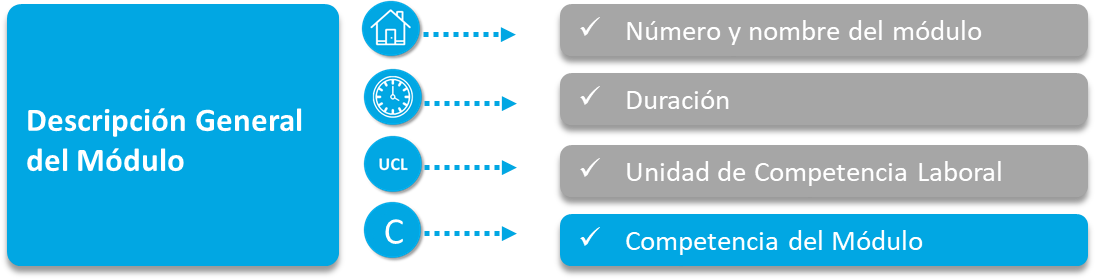 Descripción General
del Módulo
✓ Número y nombre del módulo
✓ Duración
UCL
✓ Unidad de Competencia Laboral
C
✓ Competencia del Módulo